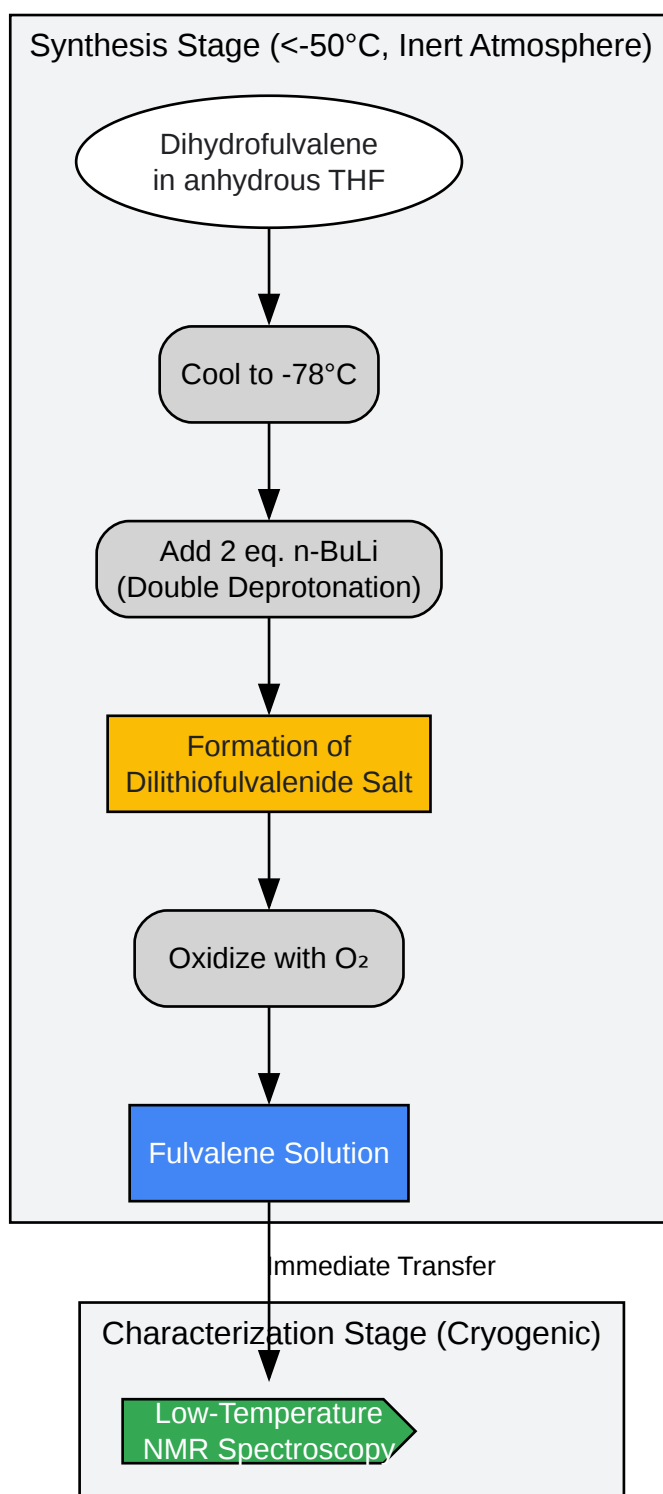 Synthesis Stage (<-50°C, Inert Atmosphere)
Dihydrofulvalene
in anhydrous THF
Cool to -78°C
Add 2 eq. n-BuLi
(Double Deprotonation)
Formation of
Dilithiofulvalenide Salt
Oxidize with O₂
Fulvalene Solution
Immediate Transfer
Characterization Stage (Cryogenic)
Low-Temperature
NMR Spectroscopy